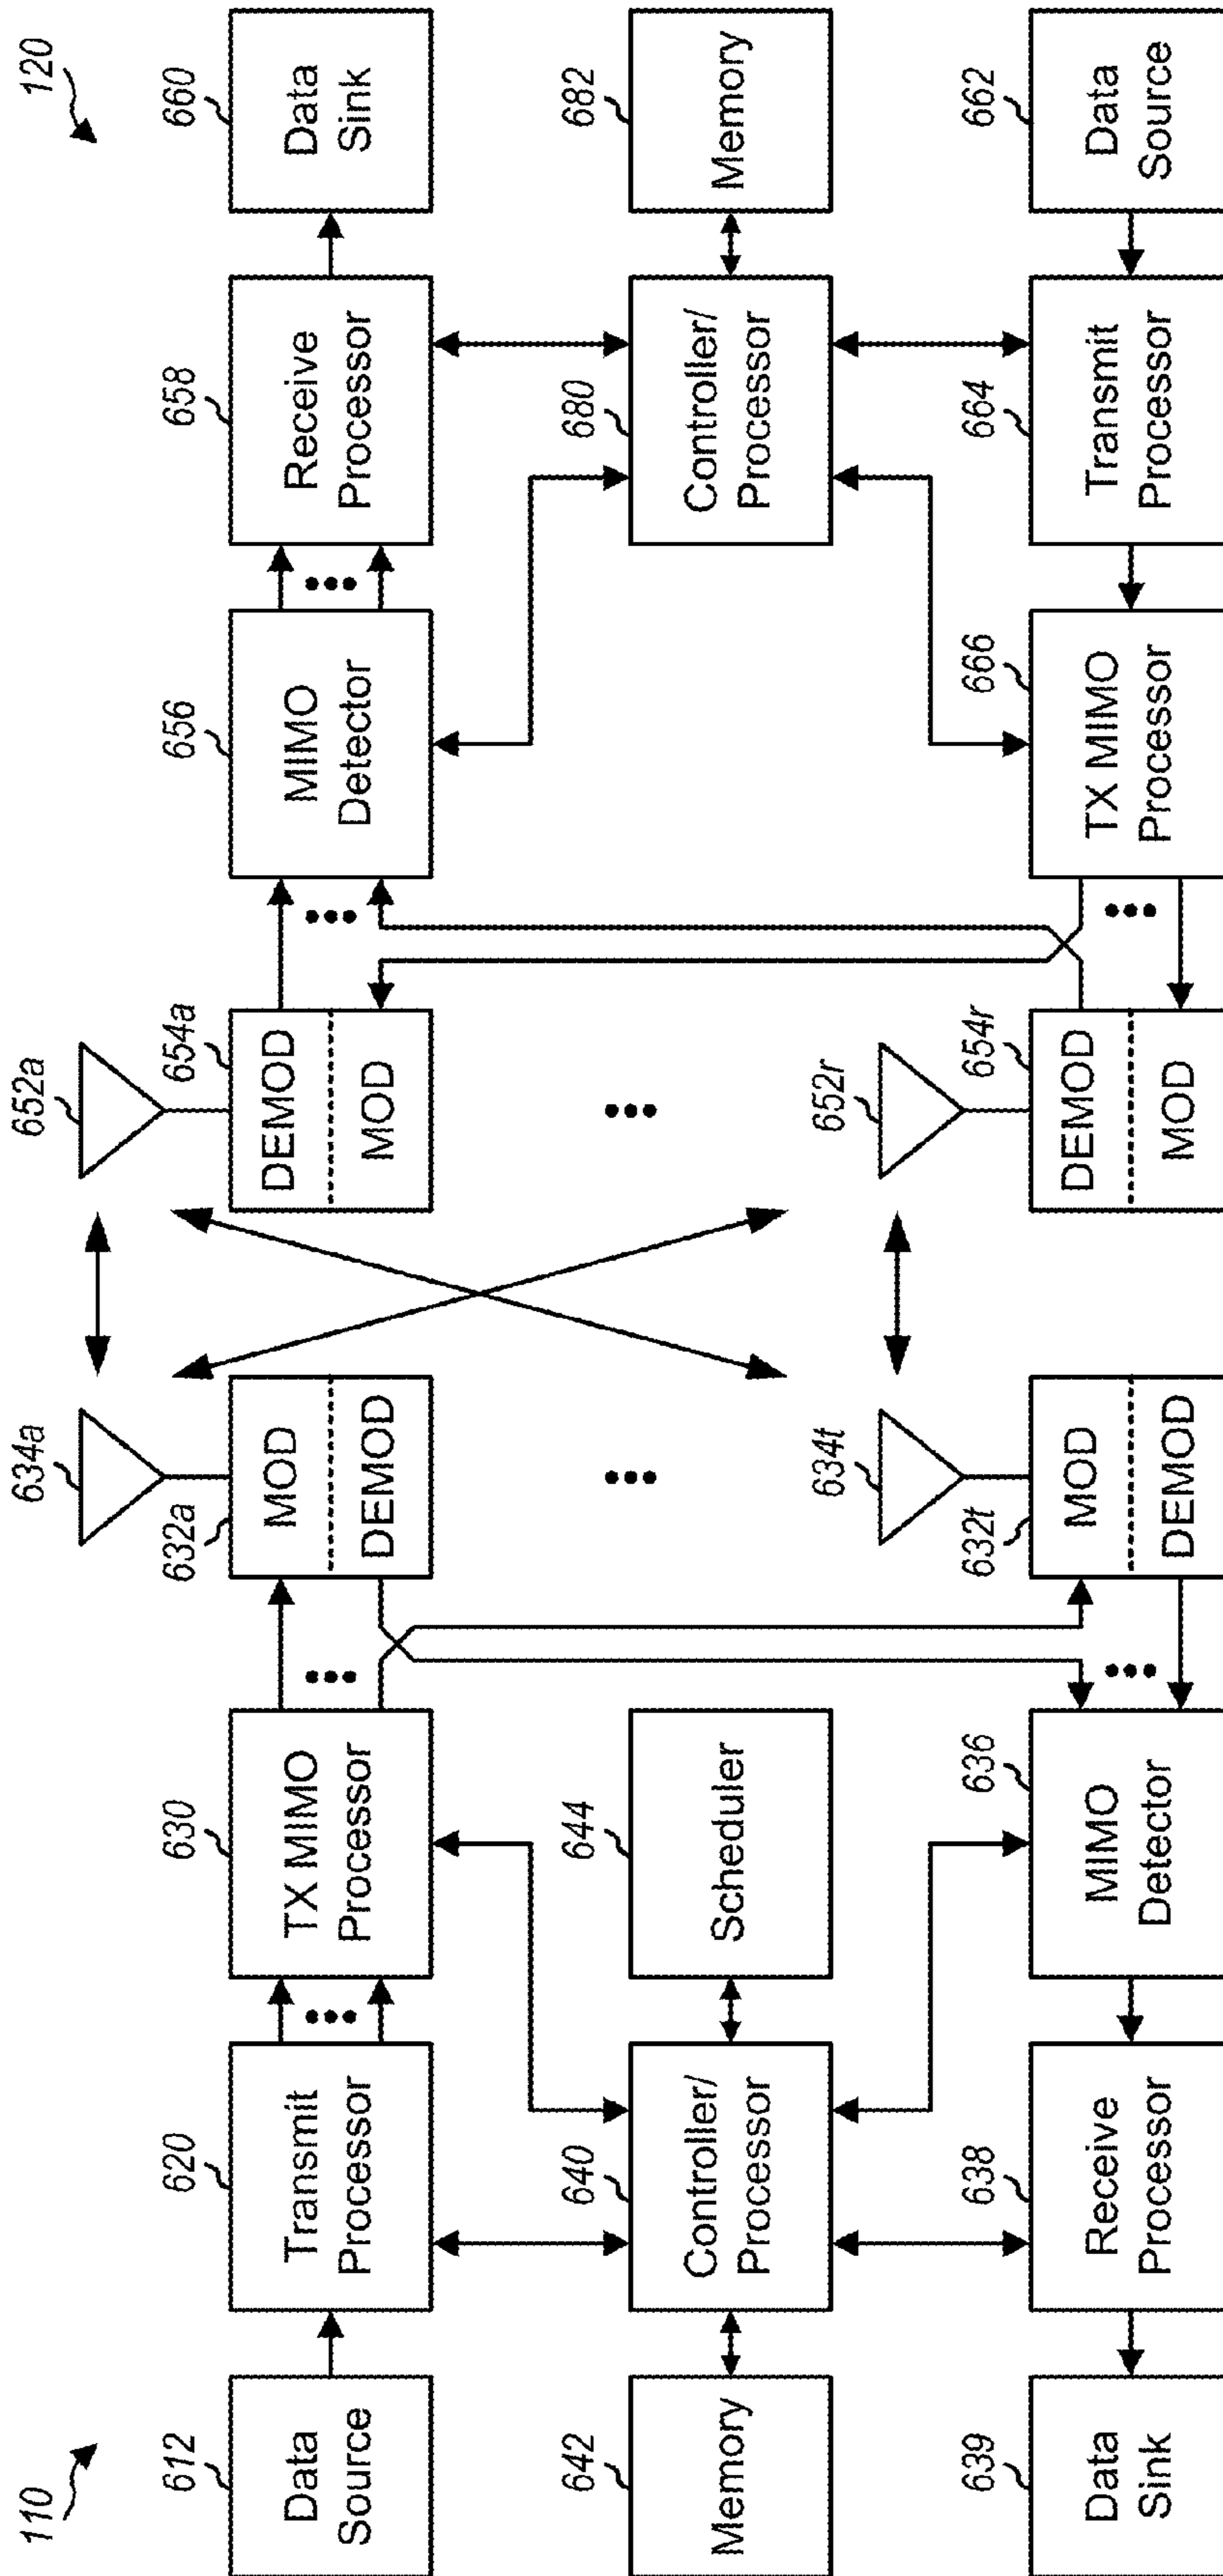 110
120
612
Data
Source
620
Transmit
Processor
630
TX MIMO
Processor
632a
MOD
DEMOD
634a
652a
654a
DEMOD
MOD
656
MIMO
Detector
658
Receive
Processor
660
Data
Sink
642
Memory
640
Controller/
Processor
644
Scheduler
680
Controller/
Processor
682
Memory
639
Data
Sink
638
Receive
Processor
636
MIMO
Detector
632t
MOD
DEMOD
634t
652r
654r
DEMOD
MOD
666
TX MIMO
Processor
664
Transmit
Processor
662
Data
Source